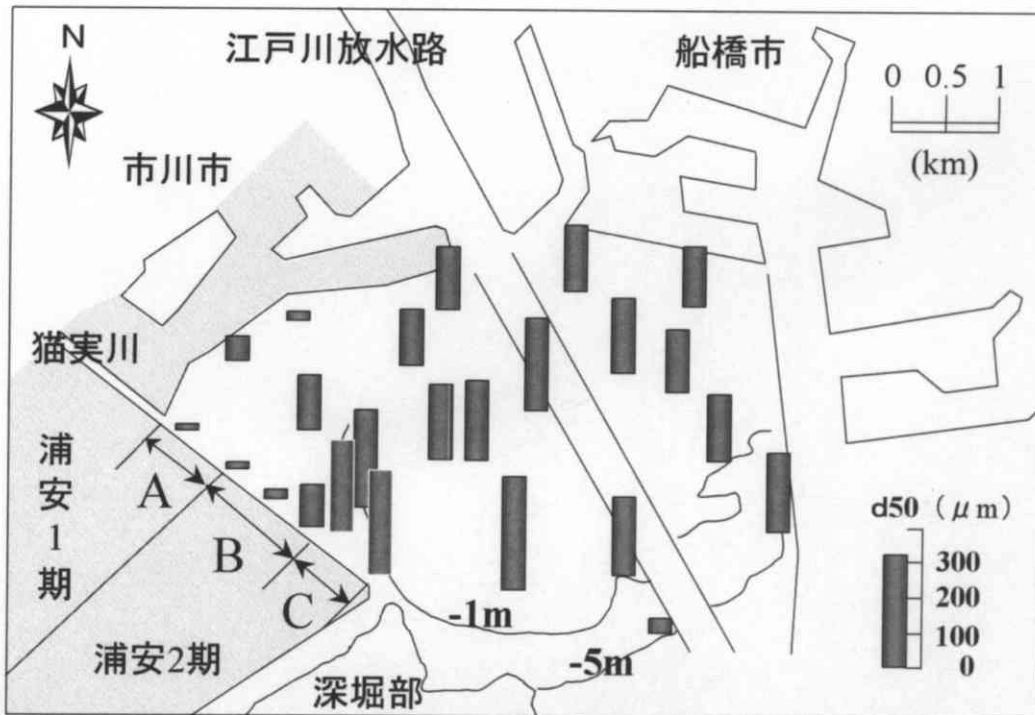 N
江戸川放水路
船橋市
0 0.5 1
(km)
市川市
猫実川
浦安1期
A
B
C
浦安2期
-1m
-5m
深堀部
d50 (μm)
300
200
100
0